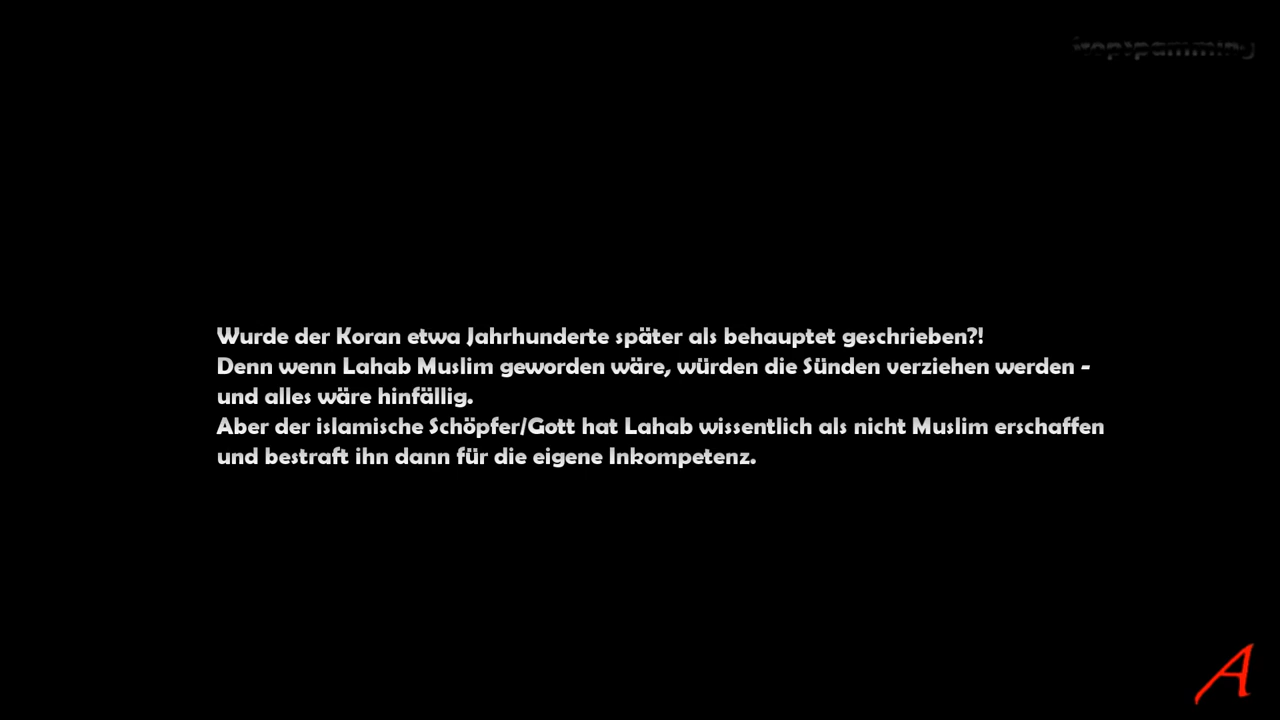 Wurde der Koran etwa Jahrhunderte später als behauptet geschrieben?!
Denn wenn Lahab Muslim geworden wäre, würden die Sünden verziehen werden -
und alles wäre hinfällig.
Aber der islamische Schöpfer/Gott hat Lahab wissentlich als nicht Muslim erschaffen
und bestraft ihn dann für die eigene Inkompetenz.
A